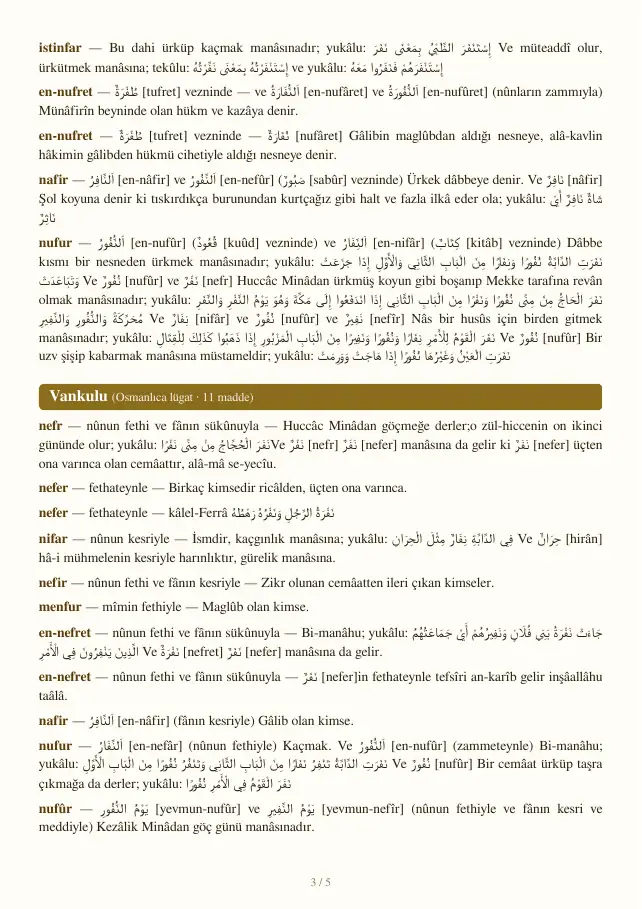 istinfar — Bu dahi ürküp kaçmak manâsınadır; yukâlu: إِسْتَنْفَرَ الظَّبْيُ بِمَعْنَى نَفَرَ Ve müteaddî olur,
ürkütmek manâsına; tekûlu: إِسْتَنْفَرْتُهُ بِمَعْنَى نَفَّرْتُهُ ve yukâlu: إِسْتَنْفَرَهُمْ فَنَفَرُوا مَعَهُ
en-nufret — طُفْرَةٌ [tufret] vezninde — ve اَلنُّفَارَةُ [en-nufâret] ve اَلنُّفُورَةُ [en-nufûret] (nûnların zammıyla)
Münâfirîn beyninde olan hükm ve kazâya denir.
en-nufret — طُفْرَةٌ [tufret] vezninde — نُفَارَةٌ [nufâret] Gâlibin maglûbdan aldığı nesneye, alâ-kavlin
hâkimin gâlibden hükmü cihetiyle aldığı nesneye denir.
nafir — اَلنَّافِرُ [en-nâfir] ve اَلنَّفُورُ [en-nefûr] (صَبُورٌ [sabûr] vezninde) Ürkek dâbbeye denir. Ve نَافِرٌ [nâfir]
Şol koyuna denir ki tıskırdıkça burunundan kurtçağız gibi halt ve fazla ilkâ eder ola; yukâlu: شَاةٌ نَافِرٌ أَيْ
نَاثِرٌ
nufur — اَلنُّفُورُ [en-nufûr] (قُعُودٌ [kuûd] vezninde) ve اَلنِّفَارُ [en-nifâr] (كِتَابٌ [kitâb] vezninde) Dâbbe
kısmı bir nesneden ürkmek manâsınadır; yukâlu: نَفَرَتِ الدَّابَّةُ نُفُورًا وَنِفَارًا مِنَ الْبَابِ الثَّانِي وَالْأَوَّلِ إِذَا جَزَعَتْ
وَتَبَاعَدَتْ Ve نُفُورٌ [nufûr] ve نَفْرٌ [nefr] Huccâc Minâdan ürkmüş koyun gibi boşanıp Mekke tarafına revân
olmak manâsınadır; yukâlu: نَفَرَ الْحَاجُّ مِنْ مِنًى نُفُورًا وَنَفْرًا مِنَ الْبَابِ الثَّانِي إِذَا انْدَفَعُوا إِلَى مَكَّةَ وَهُوَ يَوْمُ النَّفْرِ وَالنَّفَرِ
مُحَرَّكَةً وَالنُّفُورِ وَالنَّفِيرِ Ve نِفَارٌ [nifâr] ve نُفُورٌ [nufûr] ve نَفِيرٌ [nefîr] Nâs bir husûs için birden gitmek
manâsınadır; yukâlu: نَفَرَ الْقَوْمُ لِلْأَمْرِ نِفَارًا وَنُفُورًا وَنَفِيرًا مِنَ الْبَابِ الْمَزْبُورِ إِذَا ذَهَبُوا كَذَلِكَ لِلْقِتَالِ Ve نُفُورٌ [nufûr] Bir
uzv şişip kabarmak manâsına müstameldir; yukâlu: نَفَرَتِ الْعَيْنُ وَغَيْرُهَا نُفُورًا إِذَا هَاجَتْ وَوَرِمَتْ
Vankulu (Osmanlıca lügat · 11 madde)
nefr — nûnun fethi ve fânın sükûnuyla — Huccâc Minâdan göçmeğe derler;o zül-hiccenin on ikinci
gününde olur; yukâlu: نَفَرَ الْحُجَّاجُ مِنْ مِنًى نَفْرًاVe نَفْرٌ [nefr] نَفَرٌ [nefer] manâsına da gelir ki نَفَرٌ [nefer] üçten
ona varınca olan cemâattır, alâ-mâ se-yecîu.
nefer — fethateynle — Birkaç kimsedir ricâlden, üçten ona varınca.
nefer — fethateynle — kâlel-Ferrâ نَفَرَةُ الرَّجُلِ وَنَفَرُهُ رَهْطُهُ
nifar — nûnun kesriyle — İsmdir, kaçgınlık manâsına; yukâlu: فِي الدَّابَّةِ نِفَارٌ مِثْلُ الْحِرَانِ Ve حِرَانٌ [hirân]
hâ-i mühmelenin kesriyle harınlıktır, gürelik manâsına.
nefir — nûnun fethi ve fânın kesriyle — Zikr olunan cemâatten ileri çıkan kimseler.
menfur — mîmin fethiyle — Maglûb olan kimse.
en-nefret — nûnun fethi ve fânın sükûnuyla — Bi-manâhu; yukâlu: جَاءَتْ نَفْرَةُ بَنِي فُلَانٍ وَنَفِيرُهُمْ أَيْ جَمَاعَتُهُمُ
الَّذِينَ يَنْفِرُونَ فِي الْأَمْرِ Ve نَفْرَةٌ [nefret] نَفَرٌ [nefer] manâsına da gelir.
en-nefret — nûnun fethi ve fânın sükûnuyla — نَفَرٌ [nefer]in fethateynle tefsîri an-karîb gelir inşâallâhu
taâlâ.
nafir — اَلنَّافِرُ [en-nâfir] (fânın kesriyle) Gâlib olan kimse.
nufur — اَلنَّفَارُ [en-nefâr] (nûnun fethiyle) Kaçmak. Ve اَلنُّفُورُ [en-nufûr] (zammeteynle) Bi-manâhu;
yukâlu: نَفَرَتِ الدَّابَّةُ تَنْفِرُ نِفَارًا مِنَ الْبَابِ الثَّانِي وَتَنْفُرُ نُفُورًا مِنَ الْبَابِ الْأَوَّلِ Ve نُفُورٌ [nufûr] Bir cemâat ürküp taşra
çıkmağa da derler; yukâlu: نَفَرَ الْقَوْمُ فِي الْأَمْرِ نُفُورًا
nufûr — يَوْمُ النُّفُورِ [yevmun-nufûr] ve يَوْمُ النَّفِيرِ [yevmun-nefîr] (nûnun fethiyle ve fânın kesri ve
meddiyle) Kezâlik Minâdan göç günü manâsınadır.
3 / 5